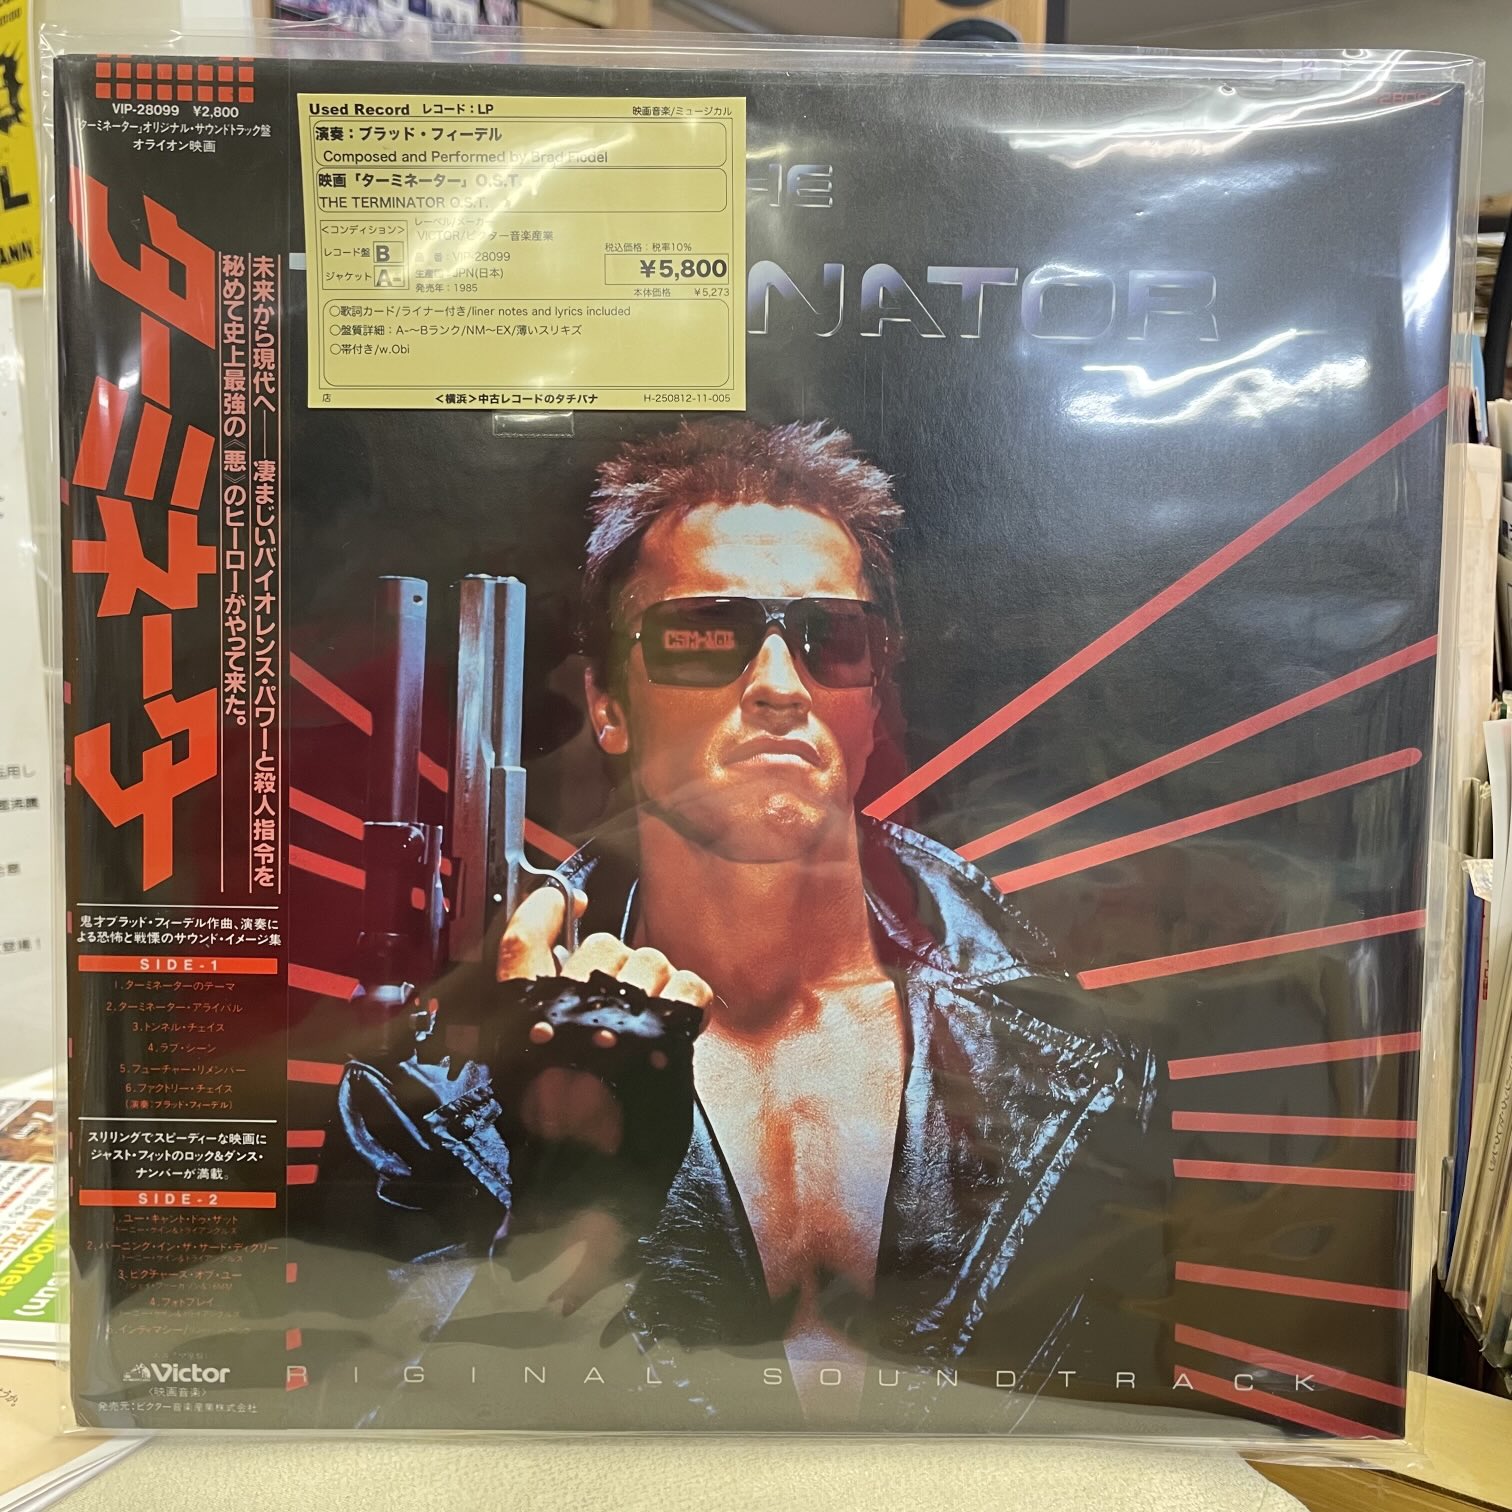 VIP-28099 ¥2,800
「ターミネーター」オリジナル・サウンドトラック盤
オライオン映画
ターミネーター
未来から現代へ——凄まじいバイオレンス・パワーと殺人指令を
秘めて史上最強の《悪》のヒーローがやって来た。
鬼才ブラッド・フィーデル作曲、演奏に
よる恐怖と戦慄のサウンド・イメージ集
SIDE-1
1.ターミネーターのテーマ
2.ターミネーター・アライバル
3.トンネル・チェイス
4.ラブ・シーン
5.フューチャー・リメンバー
6.ファクトリー・チェイス
(演奏:ブラッド・フィーデル)
スリリングでスピーディーな映画に
ジャスト・フィットのロック&ダンス・
ナンバーが満載。
SIDE-2
1.ユー・キャント・ドゥ・ザット
2.バーニング・イン・ザ・サード・ディグリー
3.ピクチャーズ・オブ・ユー
4.フォトプレイ
インティマシー
Victor
〈映画音楽〉
発売元:ビクター音楽産業株式会社
Used Record レコード:LP 映画音楽/ミュージカル
演奏:ブラッド・フィーデル
Composed and Performed by Brad Fiedel
映画「ターミネーター」O.S.T.
THE TERMINATOR O.S.T.
<コンディション>
レコード盤 B
ジャケット A-
レーベル/メーカー
VICTOR/ビクター音楽産業
品 番:VIP-28099
生産国:JPN(日本)
発売年:1985
税込価格:税率10%
¥5,800
本体価格 ¥5,273
○歌詞カード/ライナー付き/liner notes and lyrics included
○盤質詳細:A-〜Bランク/NM〜EX/薄いスリキズ
○帯付き/w.Obi
店 <横浜>中古レコードのタチバナ H-250812-11-005
HE
NATOR
RIGINAL SOUNDTRACK